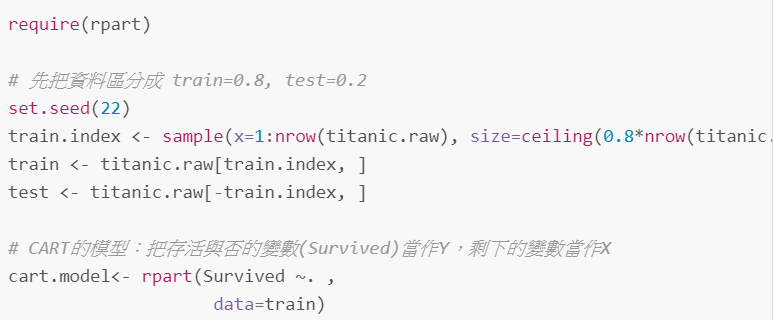 require(rpart)
# 先把資料區分成 train=0.8, test=0.2
set.seed(22)
train.index <- sample(x=1:nrow(titanic.raw), size=ceiling(0.8*nrow(titanic.
train <- titanic.raw[train.index, ]
test <- titanic.raw[-train.index, ]
# CART的模型：把存活與否的變數(Survived)當作Y，剩下的變數當作X
cart.model<- rpart(Survived ~. ,
data=train)